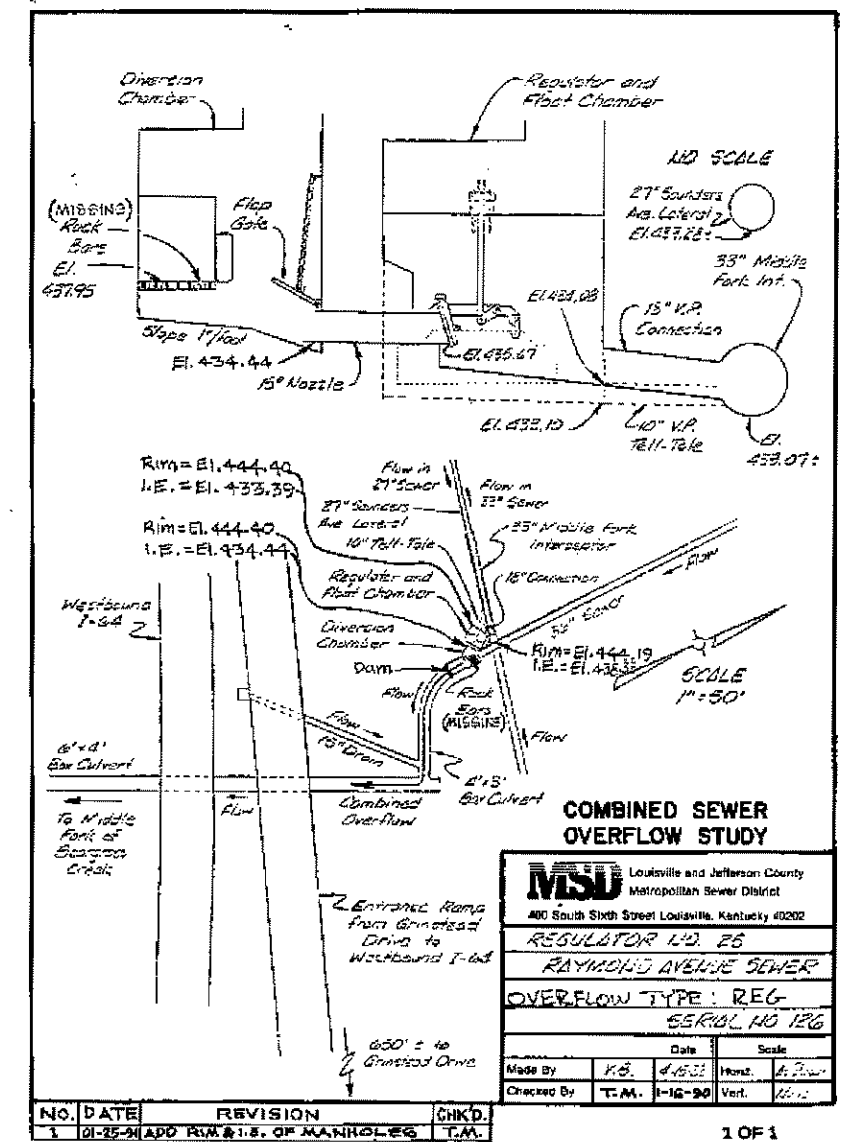 Diversion
Chamber
Regulator and
Float Chamber
NO SCALE
(MISSING)
Rock
Bars
El.
437.95
Flap
Gate
27" Saunders
Ave. Lateral
El. 437.28±
33" Middle
Fork Int.
15" V.P.
Connection
Slope 1"/foot
El. 434.44
15" Nozzle
El. 435.67
El. 433.10
10" V.P.
Tell-Tale
El.
433.07±
Rim=El. 444.40
I.E.=El. 433.39
Rim=El. 444.40
I.E.=El. 434.44
Flow in
27" Sewer
Flow in
33" Sewer
27" Saunders
Ave. Lateral
10" Tell-Tale
33" Middle Fork
Interceptor
15" Connection
Regulator and
Float Chamber
Diversion
Chamber
Dam
Flow
Westbound
I-64
Rim=El. 444.19
SCALE
1"=50'
Rock
Bars
(MISSING)
Flow
Flow
Flow
15" Drain
6'x4'
Box Culvert
4'x3'
Box Culvert
To Middle
Fork of
Beargrass
Creek
Flow
Combined
Overflow
Entrance Ramp
from Grinstead
Drive to
Westbound I-64
650' ± to
Grinstead Drive
COMBINED SEWER
OVERFLOW STUDY
MSD Louisville and Jefferson County
Metropolitan Sewer District
400 South Sixth Street Louisville, Kentucky 40202
REGULATOR NO. 26
RAYMOND AVENUE SEWER
OVERFLOW TYPE: REG
SERIAL NO 126
Date Scale
Made By Horiz.
Checked By T.M. 1-16-90 Vert.
NO. DATE REVISION CHK'D.
1 01-25-91 ADD RIM & I.E. OF MANHOLES T.M.
1 OF 1